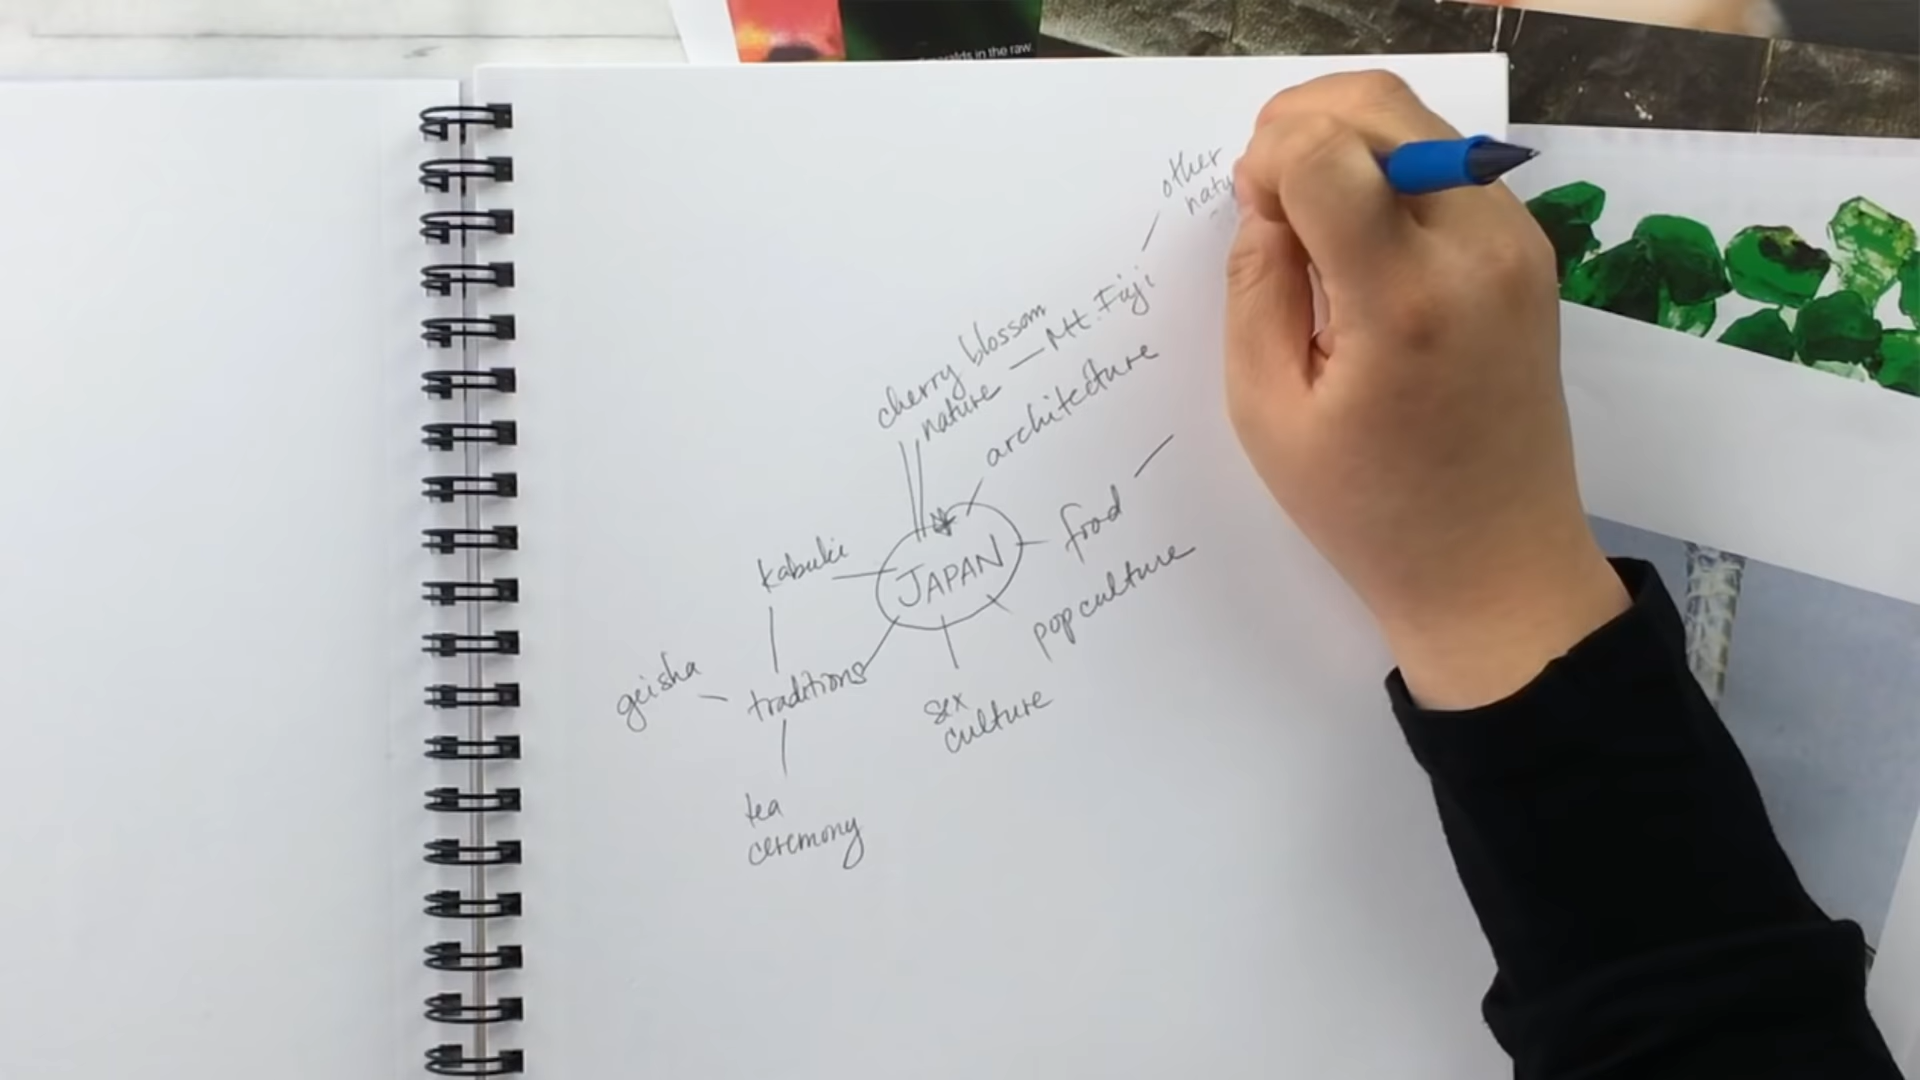 emeralds in the raw.
other
cherry blossom
nature
Mt. Fuji
architecture
food
kabuki
JAPAN
pop culture
geisha
traditions
sex
culture
tea
ceremony